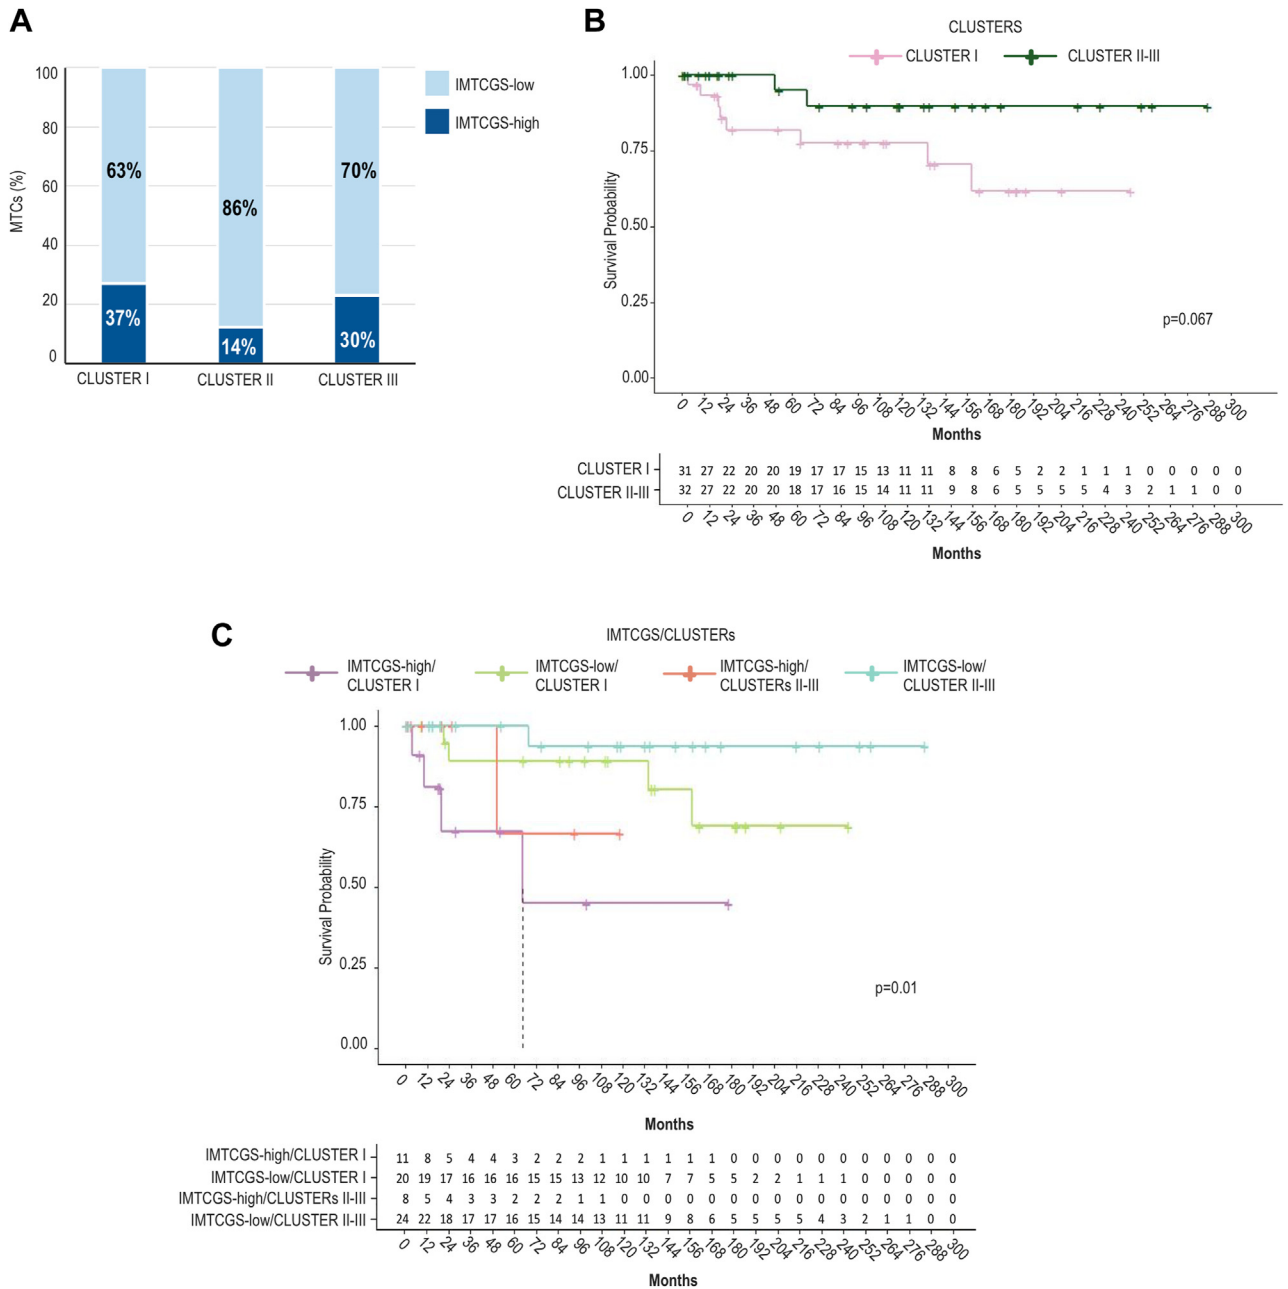 A
100
80
60
40
20
0
MTCs (%)
63%
86%
70%
37%
14%
30%
CLUSTER I
CLUSTER II
CLUSTER III
IMTCGS-low
IMTCGS-high
B
CLUSTERS
CLUSTER I
CLUSTER II-III
Survival Probability
1.00
0.75
0.50
0.25
0.00
p=0.067
0 12 24 36 48 60 72 84 96 108 120 132 144 156 168 180 192 204 216 228 240 252 264 276 288 300
Months
CLUSTER I 31 27 22 20 20 19 17 17 15 13 11 11 8 8 6 5 2 2 1 1 1 0 0 0 0 0
CLUSTER II-III 32 27 22 20 20 18 17 16 15 14 11 11 9 8 6 5 5 5 5 4 3 2 1 1 0 0
0 12 24 36 48 60 72 84 96 108 120 132 144 156 168 180 192 204 216 228 240 252 264 276 288 300
Months
C
IMTCGS/CLUSTERs
IMTCGS-high/
CLUSTER I
IMTCGS-low/
CLUSTER I
IMTCGS-high/
CLUSTERs II-III
IMTCGS-low/
CLUSTER II-III
Survival Probability
1.00
0.75
0.50
0.25
0.00
p=0.01
0 12 24 36 48 60 72 84 96 108 120 132 144 156 168 180 192 204 216 228 240 252 264 276 288 300
Months
IMTCGS-high/CLUSTER I 11 8 5 4 4 3 2 2 2 1 1 1 1 1 1 0 0 0 0 0 0 0 0 0 0 0
IMTCGS-low/CLUSTER I 20 19 17 16 16 16 15 15 13 12 10 10 7 7 5 5 2 2 1 1 1 0 0 0 0 0
IMTCGS-high/CLUSTERs II-III 8 5 4 3 3 2 2 2 1 1 0 0 0 0 0 0 0 0 0 0 0 0 0 0 0 0
IMTCGS-low/CLUSTER II-III 24 22 18 17 17 16 15 14 14 13 11 11 9 8 6 5 5 5 5 4 3 2 1 1 0 0
0 12 24 36 48 60 72 84 96 108 120 132 144 156 168 180 192 204 216 228 240 252 264 276 288 300
Months